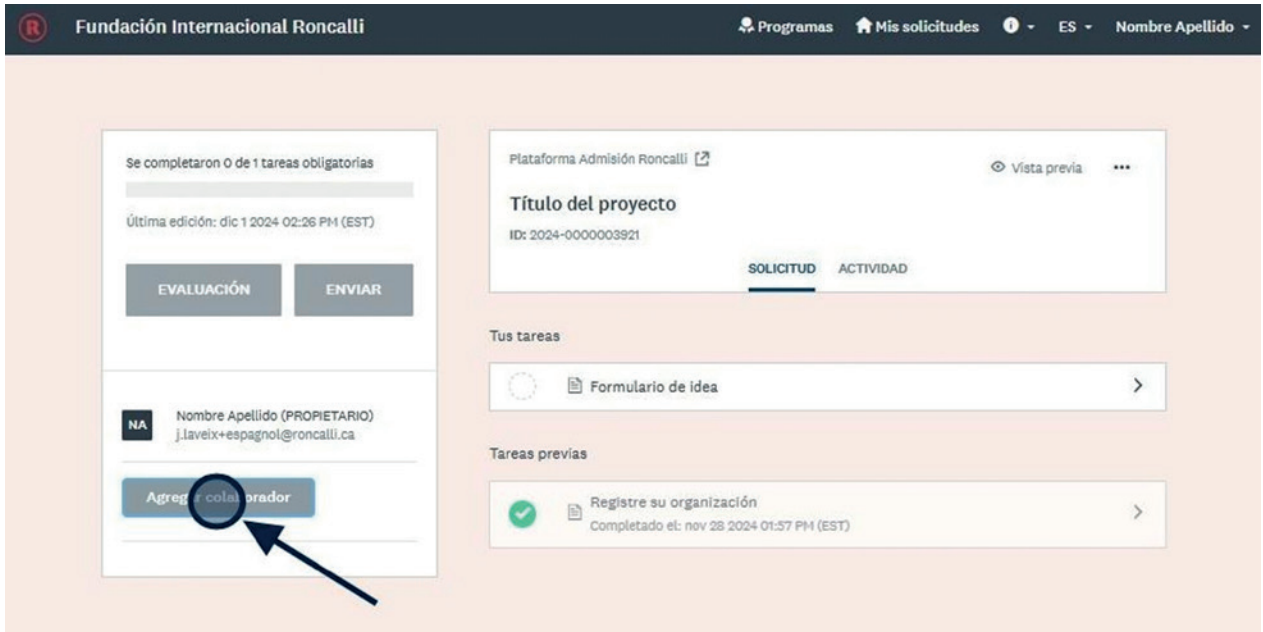 R
Fundación Internacional Roncalli
Programas
Mis solicitudes
ES
Nombre Apellido
Se completaron 0 de 1 tareas obligatorias
Última edición: dic 1 2024 02:26 PM (EST)
EVALUACIÓN
ENVIAR
NA
Nombre Apellido (PROPIETARIO)
j.laveix+espagnol@roncalli.ca
Agregar colaborador
Plataforma Admisión Roncalli
Vista previa
Título del proyecto
ID: 2024-0000003921
SOLICITUD
ACTIVIDAD
Tus tareas
Formulario de idea
Tareas previas
Registre su organización
Completado el: nov 28 2024 01:57 PM (EST)